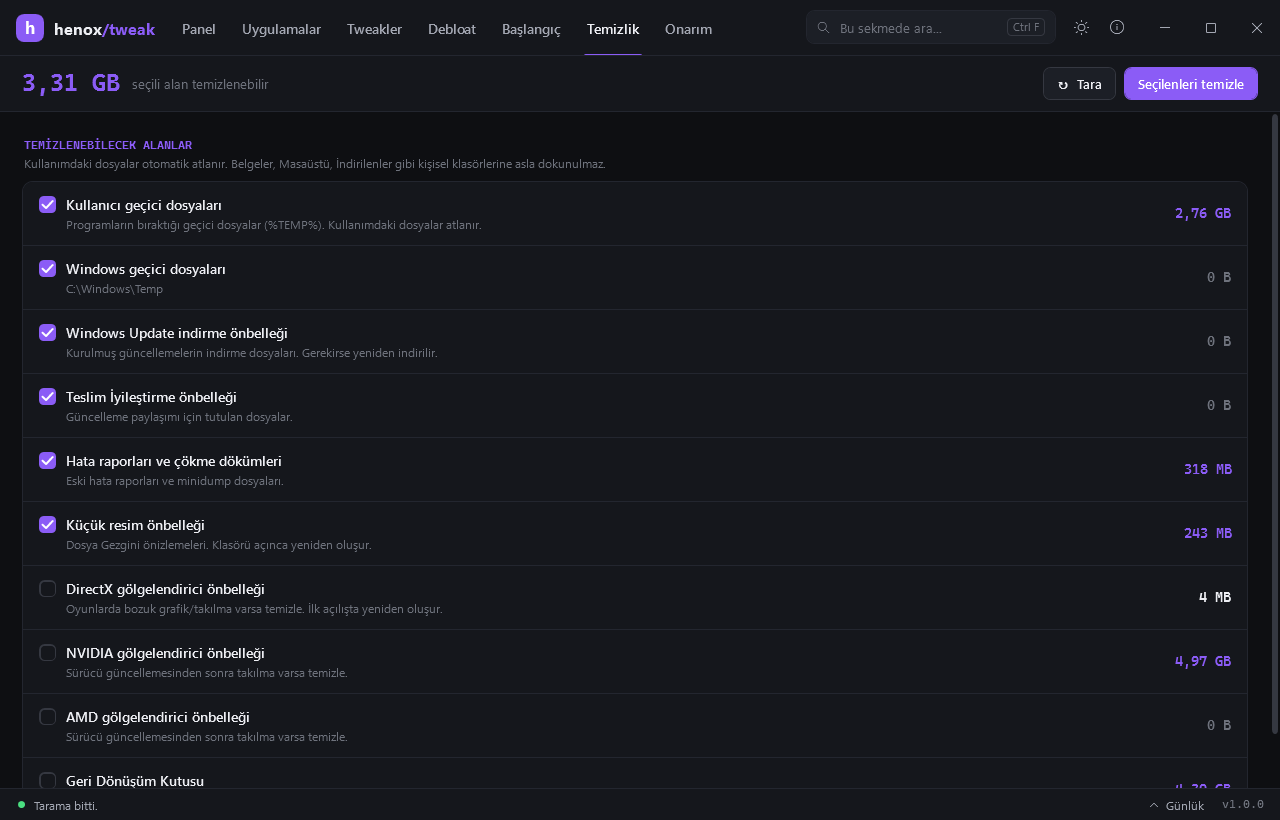 h henox/tweak Panel Uygulamalar Tweakler Debloat Başlangıç Temizlik Onarım Bu sekmede ara... Ctrl F
3,31 GB seçili alan temizlenebilir ↻ Tara Seçilenleri temizle
TEMİZLENEBİLECEK ALANLAR
Kullanımdaki dosyalar otomatik atlanır. Belgeler, Masaüstü, İndirilenler gibi kişisel klasörlerine asla dokunulmaz.
Kullanıcı geçici dosyaları
Programların bıraktığı geçici dosyalar (%TEMP%). Kullanımdaki dosyalar atlanır.
2,76 GB
Windows geçici dosyaları
C:\Windows\Temp
0 B
Windows Update indirme önbelleği
Kurulmuş güncellemelerin indirme dosyaları. Gerekirse yeniden indirilir.
0 B
Teslim İyileştirme önbelleği
Güncelleme paylaşımı için tutulan dosyalar.
0 B
Hata raporları ve çökme dökümleri
Eski hata raporları ve minidump dosyaları.
318 MB
Küçük resim önbelleği
Dosya Gezgini önizlemeleri. Klasörü açınca yeniden oluşur.
243 MB
DirectX gölgelendirici önbelleği
Oyunlarda bozuk grafik/takılma varsa temizle. İlk açılışta yeniden oluşur.
4 MB
NVIDIA gölgelendirici önbelleği
Sürücü güncellemesinden sonra takılma varsa temizle.
4,97 GB
AMD gölgelendirici önbelleği
Sürücü güncellemesinden sonra takılma varsa temizle.
0 B
Geri Dönüşüm Kutusu
Tarama bitti. Günlük v1.0.0